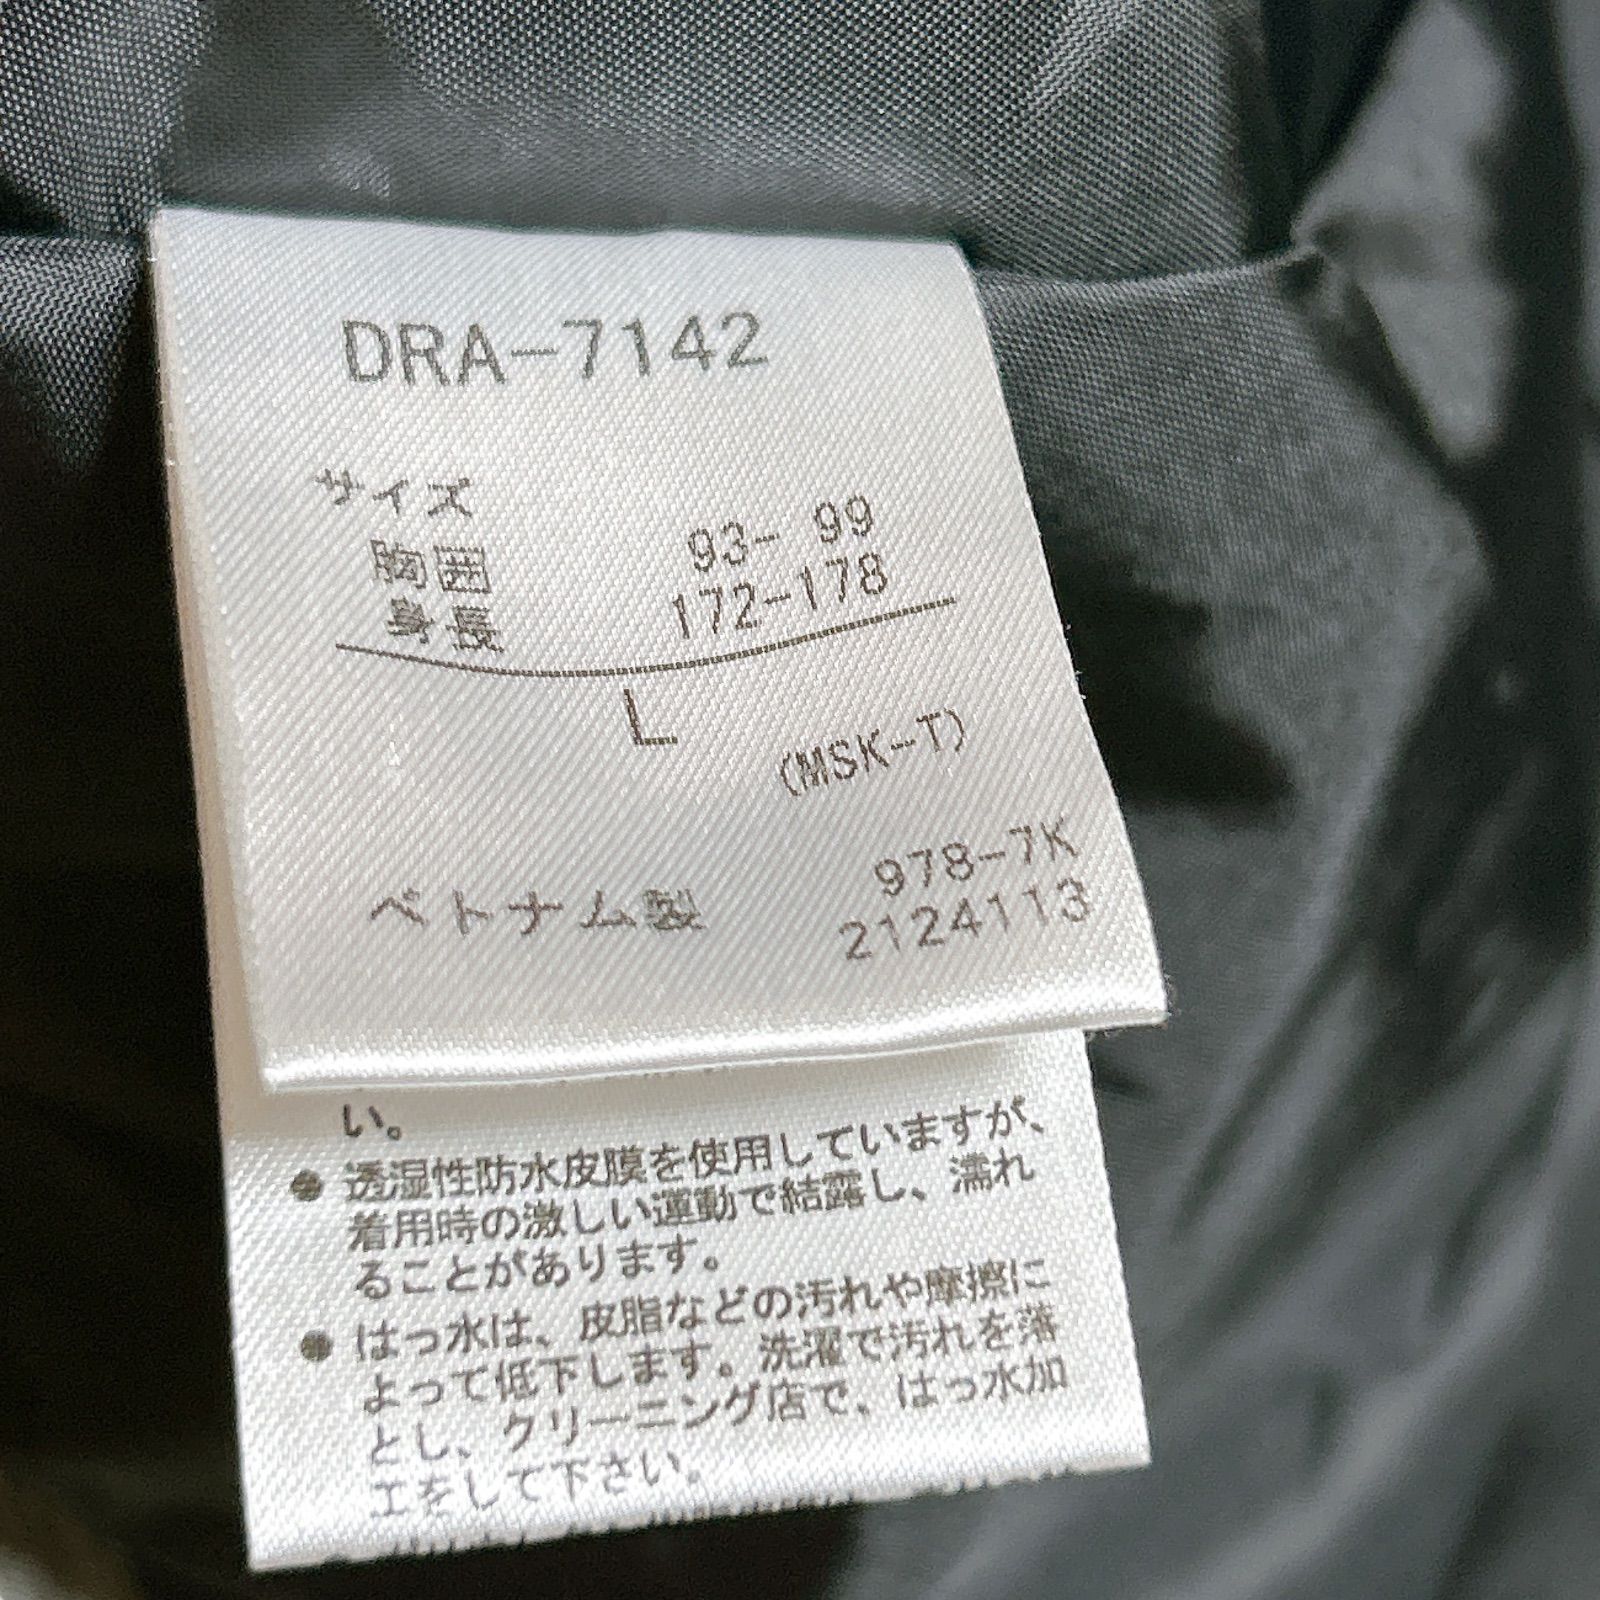 DRA-7142
サイズ
胸囲 93- 99
身長 172-178
L
(MSK-T)
978-7K
ベトナム製 2124113
い。
● 透湿性防水皮膜を使用していますが、
着用時の激しい運動で結露し、濡れ
ることがあります。
● はっ水は、皮脂などの汚れや摩擦に
よって低下します。洗濯で汚れを落
とし、クリーニング店で、はっ水加
工をして下さい。